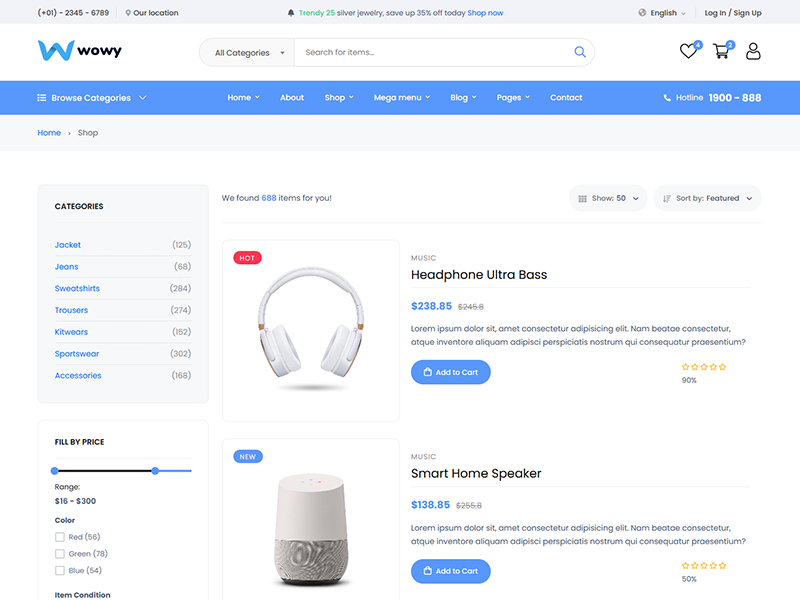 (+01) - 2345 - 6789
Our location
Trendy 25 silver jewelry, save up 35% off today Shop now
English
Log In / Sign Up
wowy
All Categories
Search for items...
4
2
Browse Categories
Home
About
Shop
Mega menu
Blog
Pages
Contact
Hotline 1900 - 888
Home > Shop
CATEGORIES
Jacket (125)
Jeans (68)
Sweatshirts (284)
Trousers (274)
Kitwears (152)
Sportswear (302)
Accessories (168)
FILL BY PRICE
Range:
$16 - $300
Color
Red (56)
Green (78)
Blue (54)
Item Condition
We found 688 items for you!
Show: 50
Sort by: Featured
HOT
MUSIC
Headphone Ultra Bass
$238.85 $245.8
Lorem ipsum dolor sit, amet consectetur adipisicing elit. Nam beatae consectetur,
atque inventore aliquam adipisci perspiciatis nostrum qui consequatur praesentium?
Add to Cart
90%
NEW
MUSIC
Smart Home Speaker
$138.85 $255.8
Lorem ipsum dolor sit, amet consectetur adipisicing elit. Nam beatae consectetur,
atque inventore aliquam adipisci perspiciatis nostrum qui consequatur praesentium?
Add to Cart
50%